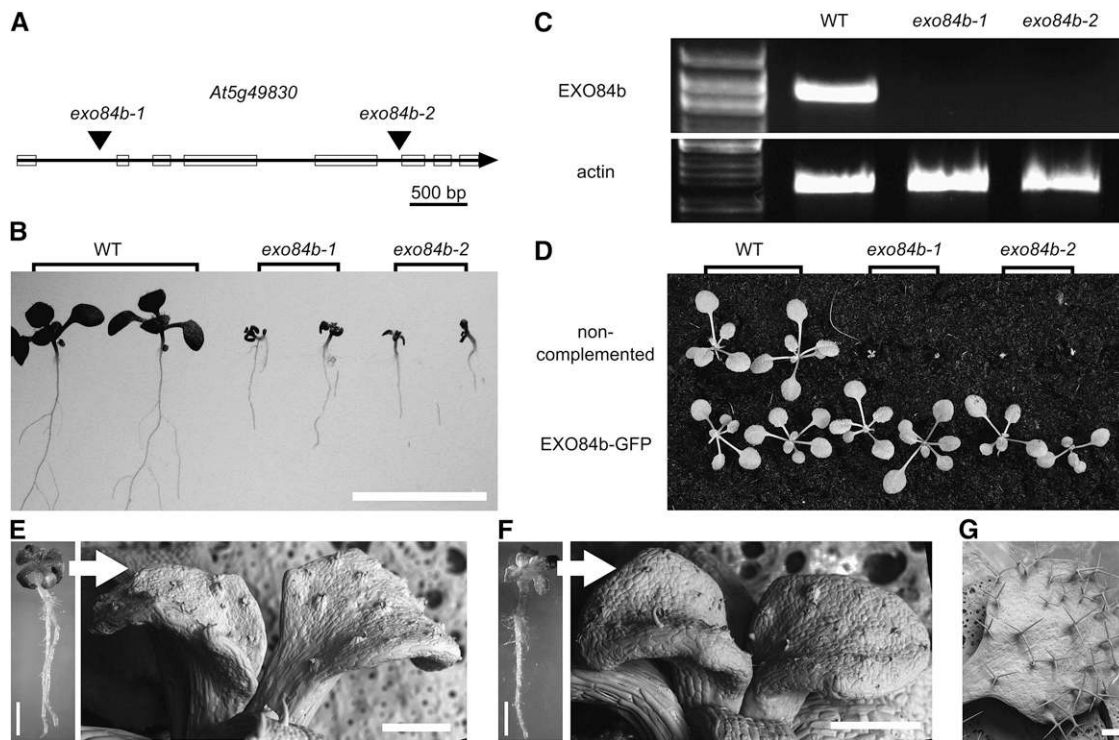 A
At5g49830
exo84b-1
exo84b-2
500 bp
B
WT
exo84b-1
exo84b-2
C
WT
exo84b-1
exo84b-2
EXO84b
actin
D
WT
exo84b-1
exo84b-2
non-
complemented
EXO84b-GFP
E
F
G